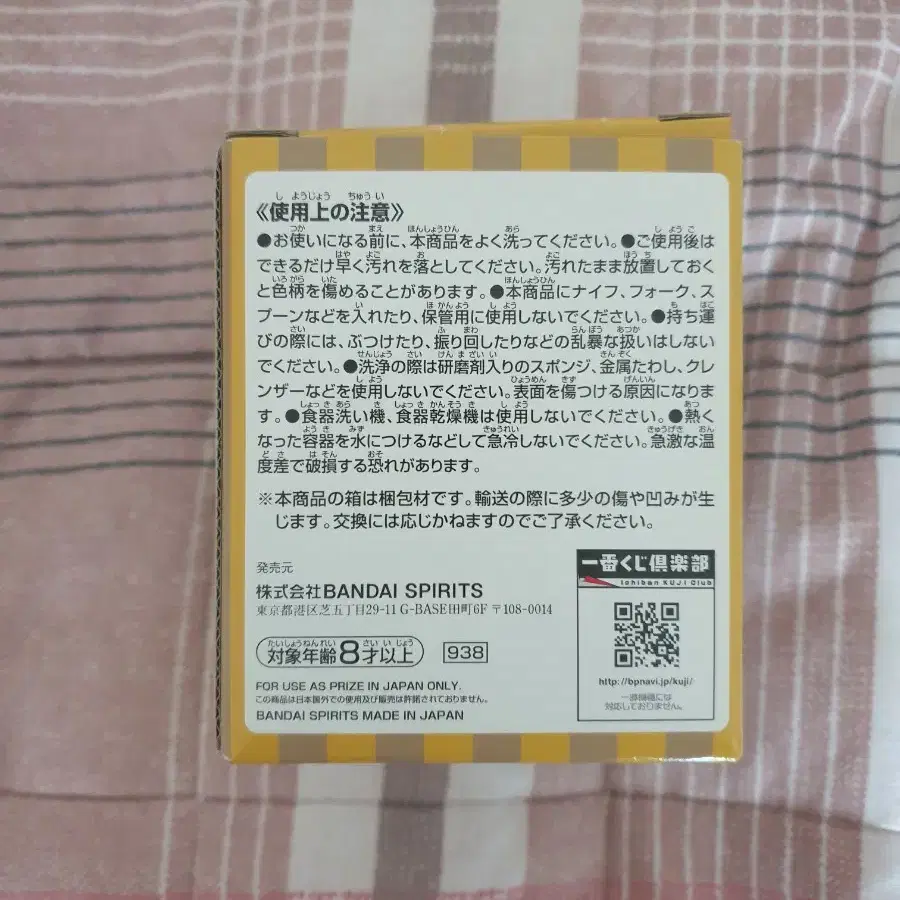 《使用上の注意》
●お使いになる前に、本商品をよく洗ってください。●ご使用後は
できるだけ早く汚れを落としてください。汚れたまま放置しておく
と色柄を傷めることがあります。●本商品にナイフ、フォーク、ス
プーンなどを入れたり、保管用に使用しないでください。●持ち運
びの際には、ぶつけたり、振り回したりなどの乱暴な扱いはしない
でください。●洗浄の際は研磨剤入りのスポンジ、金属たわし、クレ
ンザーなどを使用しないでください。表面を傷つける原因になりま
す。●食器洗い機、食器乾燥機は使用しないでください。●熱く
なった容器を水につけるなどして急冷しないでください。急激な温
度差で破損する恐れがあります。
※本商品の箱は梱包材です。輸送の際に多少の傷や凹みが生
じます。交換には応じかねますのでご了承ください。
発売元
株式会社BANDAI SPIRITS
東京都港区芝五丁目29-11 G-BASE田町6F 〒108-0014
対象年齢8才以上
938
FOR USE AS PRIZE IN JAPAN ONLY.
この商品は日本国外での使用及び販売は許諾されておりません。
BANDAI SPIRITS MADE IN JAPAN
一番くじ倶楽部
Ichiban KUJI Club
http://bpnavi.jp/kuji/
一部機種には
対応しておりません。